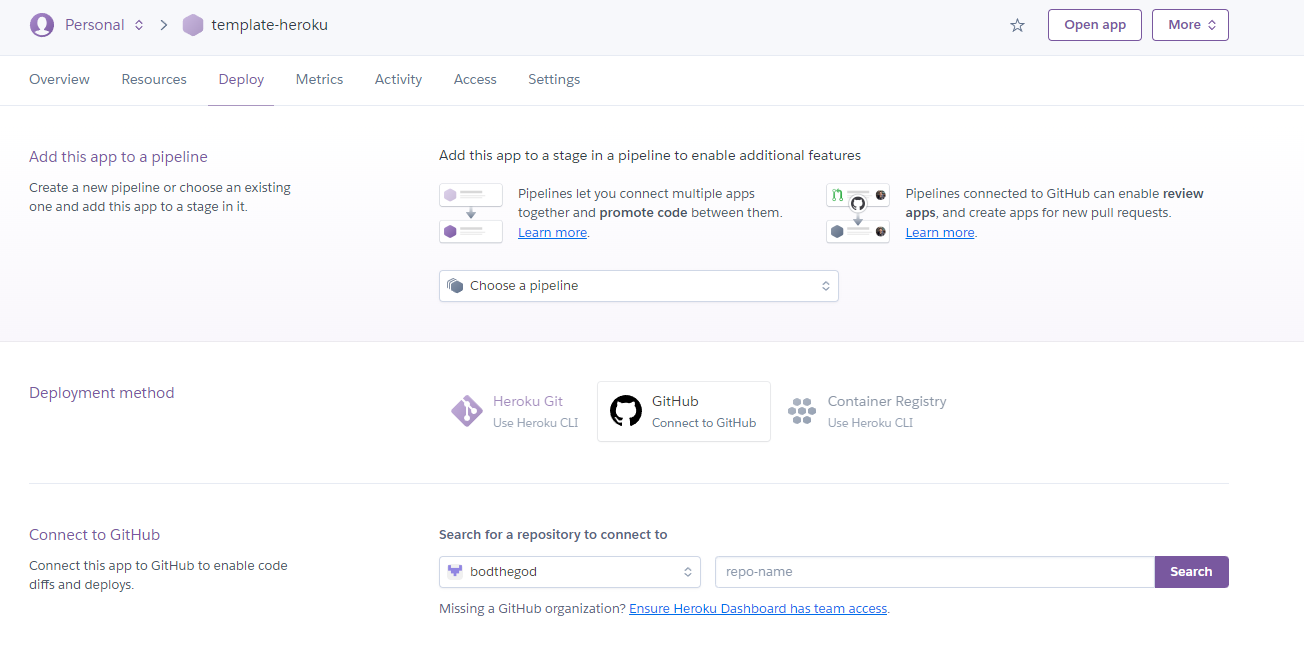 Personal template-heroku Open app More
Overview Resources Deploy Metrics Activity Access Settings
Add this app to a pipeline
Create a new pipeline or choose an existing
one and add this app to a stage in it.
Add this app to a stage in a pipeline to enable additional features
Pipelines let you connect multiple apps
together and promote code between them.
Learn more.
Pipelines connected to GitHub can enable review
apps, and create apps for new pull requests.
Learn more.
Choose a pipeline
Deployment method
Heroku Git
Use Heroku CLI
GitHub
Connect to GitHub
Container Registry
Use Heroku CLI
Connect to GitHub
Connect this app to GitHub to enable code
diffs and deploys.
Search for a repository to connect to
bodthegod repo-name Search
Missing a GitHub organization? Ensure Heroku Dashboard has team access.